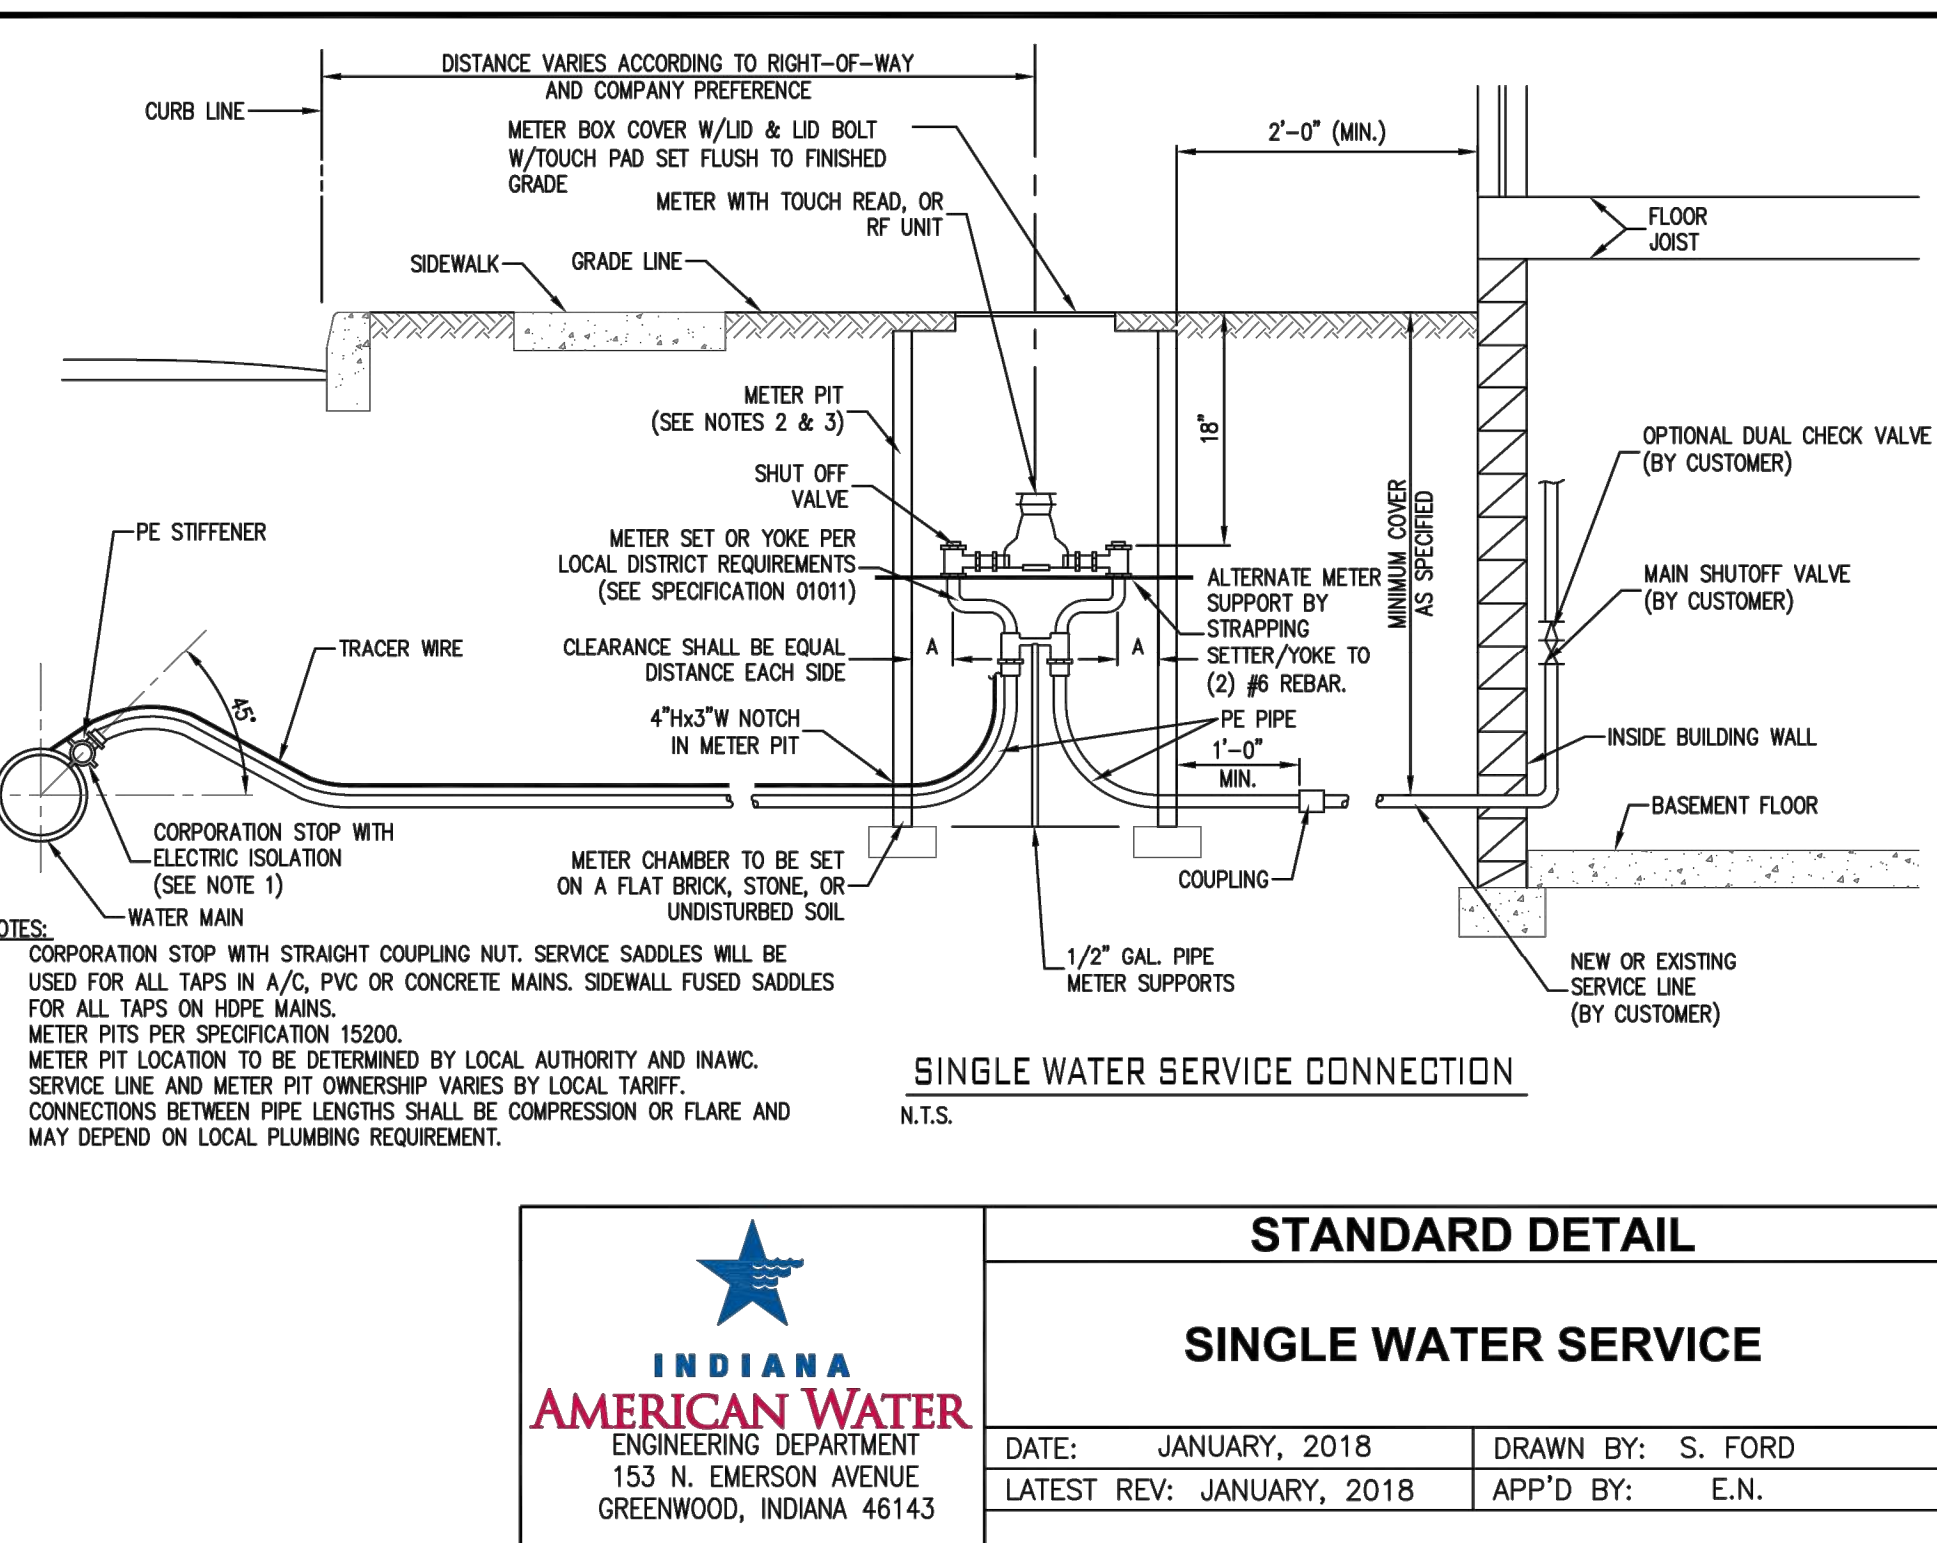 DISTANCE VARIES ACCORDING TO RIGHT-OF-WAY
AND COMPANY PREFERENCE
CURB LINE
METER BOX COVER W/LID & LID BOLT
W/TOUCH PAD SET FLUSH TO FINISHED
GRADE
2'-0" (MIN.)
METER WITH TOUCH READ, OR
RF UNIT
FLOOR
JOIST
SIDEWALK
GRADE LINE
METER PIT
(SEE NOTES 2 & 3)
18"
OPTIONAL DUAL CHECK VALVE
(BY CUSTOMER)
SHUT OFF
VALVE
MINIMUM COVER
AS SPECIFIED
PE STIFFENER
METER SET OR YOKE PER
LOCAL DISTRICT REQUIREMENTS
(SEE SPECIFICATION 01011)
ALTERNATE METER
SUPPORT BY
STRAPPING
SETTER/YOKE TO
(2) #6 REBAR.
MAIN SHUTOFF VALVE
(BY CUSTOMER)
TRACER WIRE
CLEARANCE SHALL BE EQUAL
DISTANCE EACH SIDE
A
A
45°
4"Hx3"W NOTCH
IN METER PIT
PE PIPE
1'-0"
MIN.
INSIDE BUILDING WALL
BASEMENT FLOOR
CORPORATION STOP WITH
ELECTRIC ISOLATION
(SEE NOTE 1)
METER CHAMBER TO BE SET
ON A FLAT BRICK, STONE, OR
UNDISTURBED SOIL
COUPLING
WATER MAIN
1/2" GAL. PIPE
METER SUPPORTS
NEW OR EXISTING
SERVICE LINE
(BY CUSTOMER)
OTES:
CORPORATION STOP WITH STRAIGHT COUPLING NUT. SERVICE SADDLES WILL BE
USED FOR ALL TAPS IN A/C, PVC OR CONCRETE MAINS. SIDEWALL FUSED SADDLES
FOR ALL TAPS ON HDPE MAINS.
METER PITS PER SPECIFICATION 15200.
METER PIT LOCATION TO BE DETERMINED BY LOCAL AUTHORITY AND INAWC.
SERVICE LINE AND METER PIT OWNERSHIP VARIES BY LOCAL TARIFF.
CONNECTIONS BETWEEN PIPE LENGTHS SHALL BE COMPRESSION OR FLARE AND
MAY DEPEND ON LOCAL PLUMBING REQUIREMENT.
SINGLE WATER SERVICE CONNECTION
N.T.S.
INDIANA
AMERICAN WATER
ENGINEERING DEPARTMENT
153 N. EMERSON AVENUE
GREENWOOD, INDIANA 46143
STANDARD DETAIL
SINGLE WATER SERVICE
DATE: JANUARY, 2018
DRAWN BY: S. FORD
LATEST REV: JANUARY, 2018
APP'D BY: E.N.